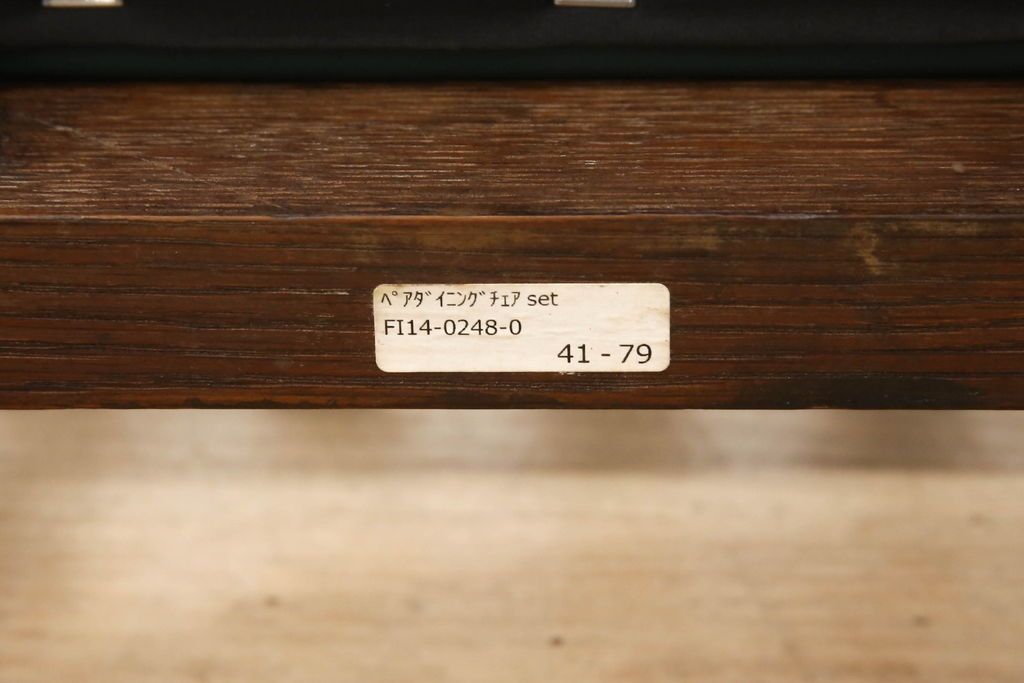 ﾍﾟｱﾀﾞｲﾆﾝｸﾞﾁｪｱ set
FI14-0248-0
41 - 79